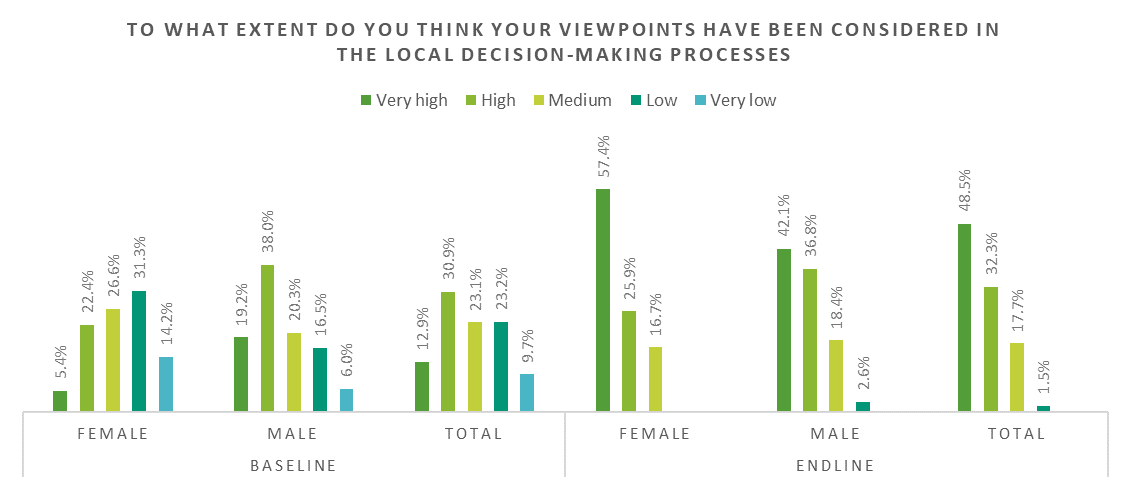 TO WHAT EXTENT DO YOU THINK YOUR VIEWPOINTS HAVE BEEN CONSIDERED IN
THE LOCAL DECISION-MAKING PROCESSES
Very high High Medium Low Very low
5.4% 22.4% 26.6% 31.3% 14.2% 19.2% 38.0% 20.3% 16.5% 6.0% 12.9% 30.9% 23.1% 23.2% 9.7% 57.4% 25.9% 16.7% 42.1% 36.8% 18.4% 2.6% 48.5% 32.3% 17.7% 1.5%
FEMALE MALE TOTAL FEMALE MALE TOTAL
BASELINE ENDLINE